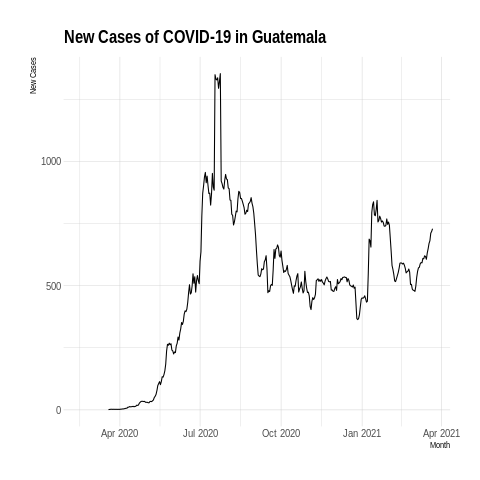 New Cases of COVID-19 in Guatemala
New Cases
1000
500
0
Apr 2020 Jul 2020 Oct 2020 Jan 2021 Apr 2021
Month